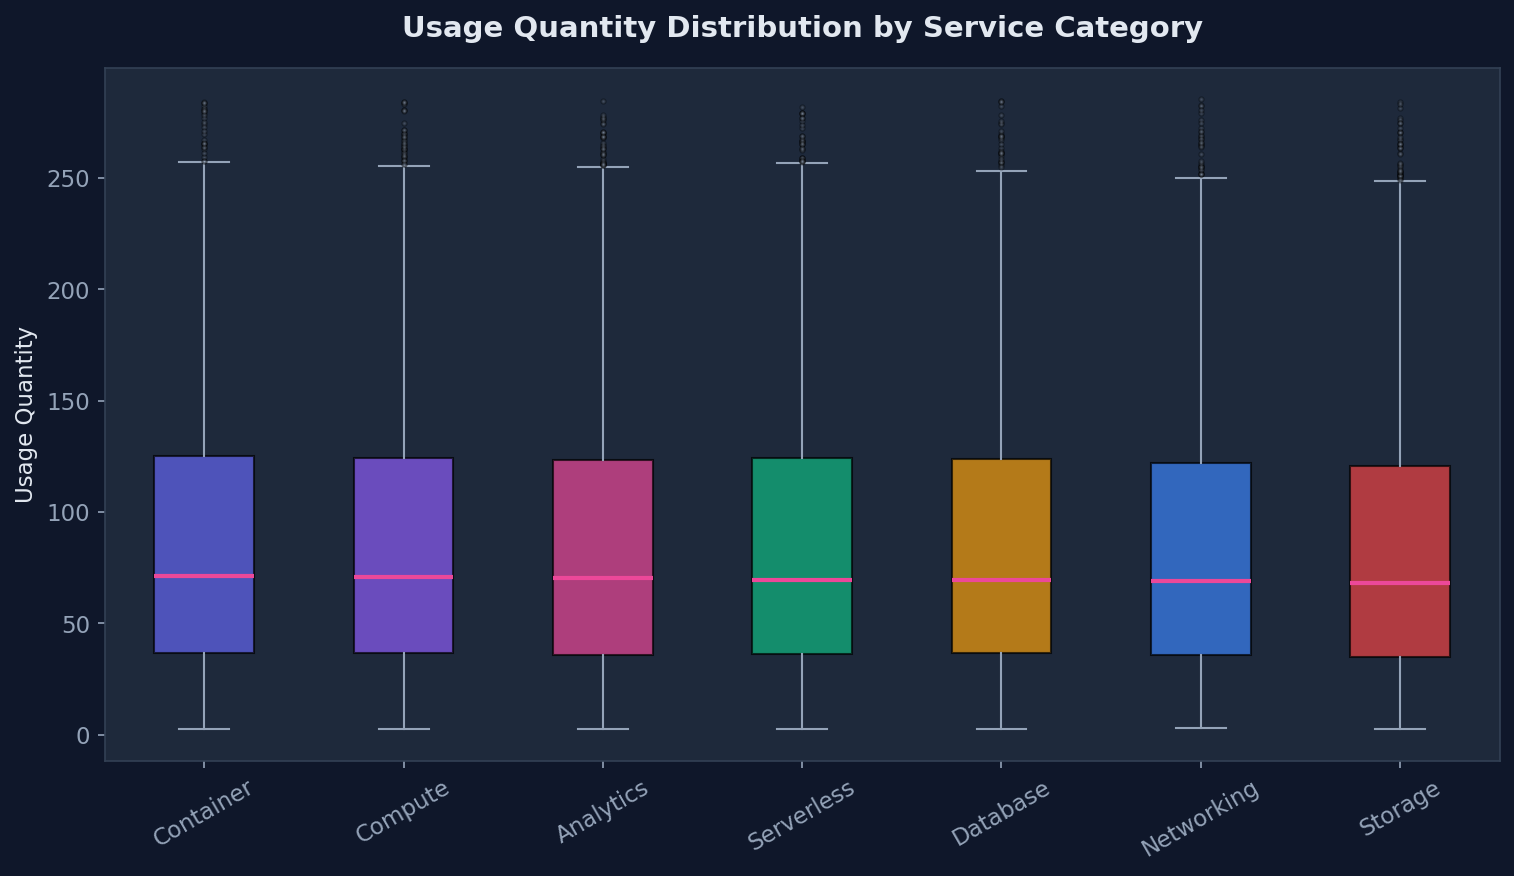 Usage Quantity Distribution by Service Category
Usage Quantity
250
200
150
100
50
0
Container
Compute
Analytics
Serverless
Database
Networking
Storage